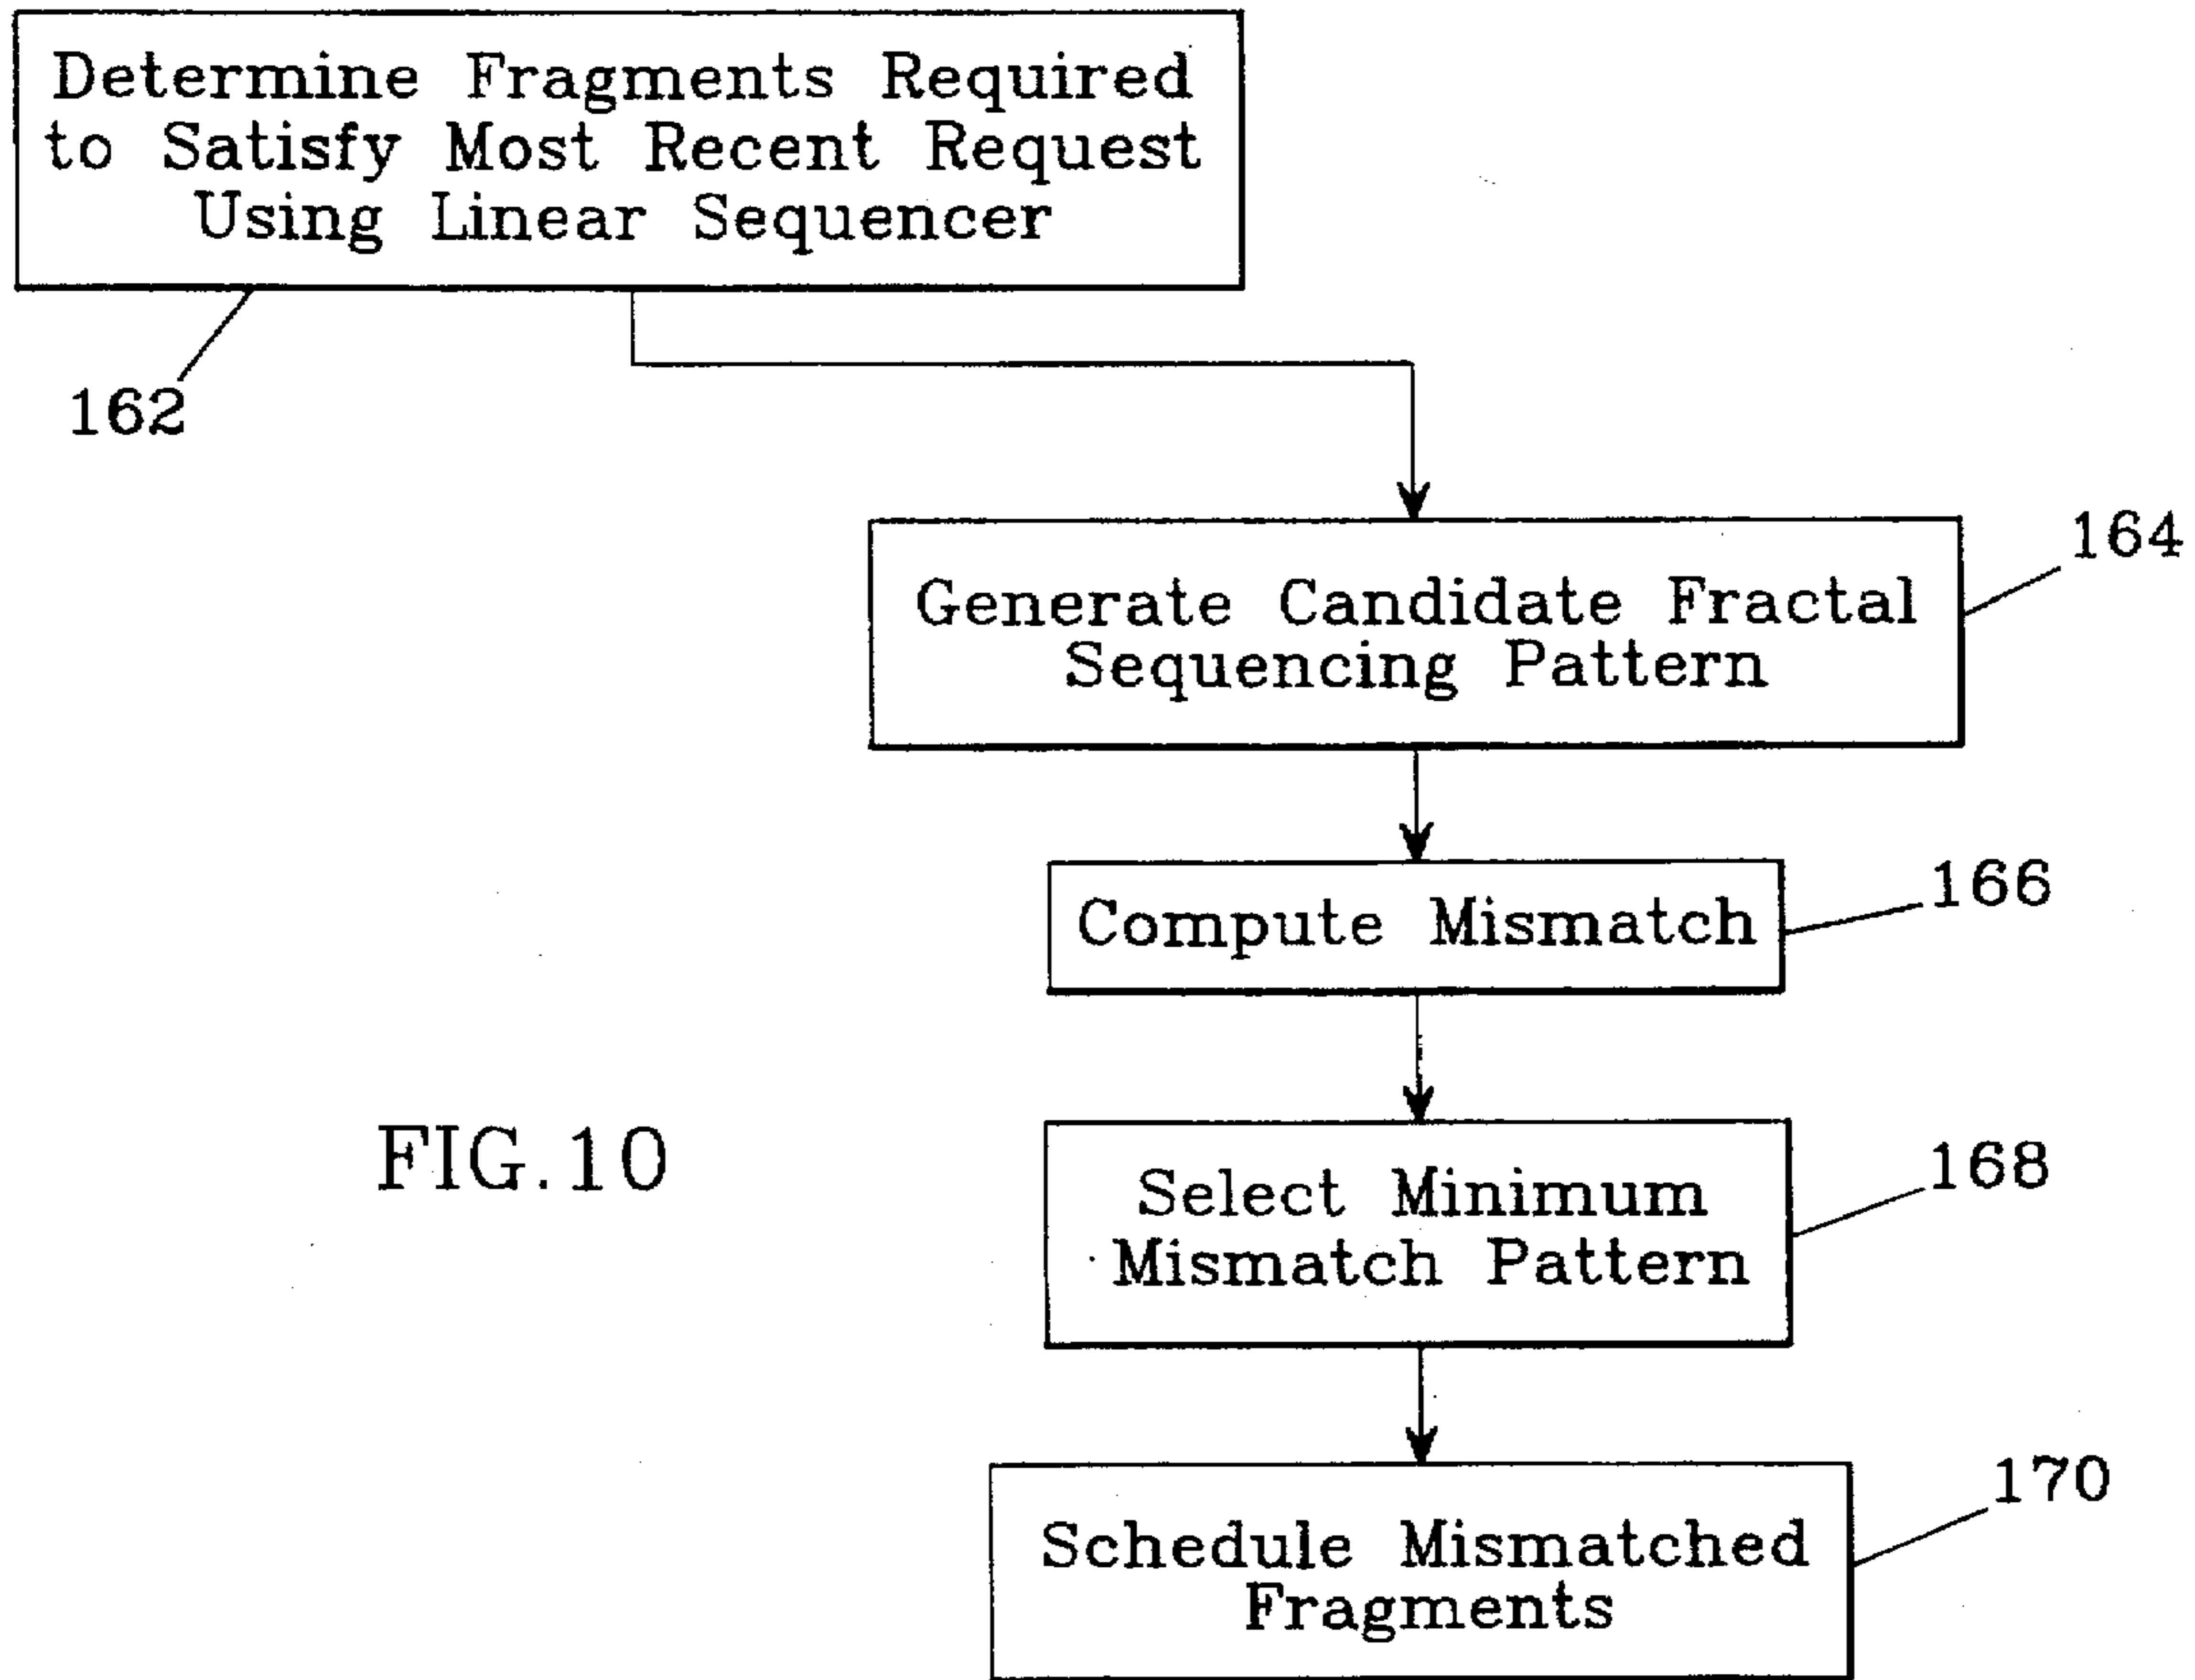 Determine Fragments Required
to Satisfy Most Recent Request
Using Linear Sequencer
162
164
Generate Candidate Fractal
Sequencing Pattern
166
Compute Mismatch
FIG.10
168
Select Minimum
Mismatch Pattern
170
Schedule Mismatched
Fragments